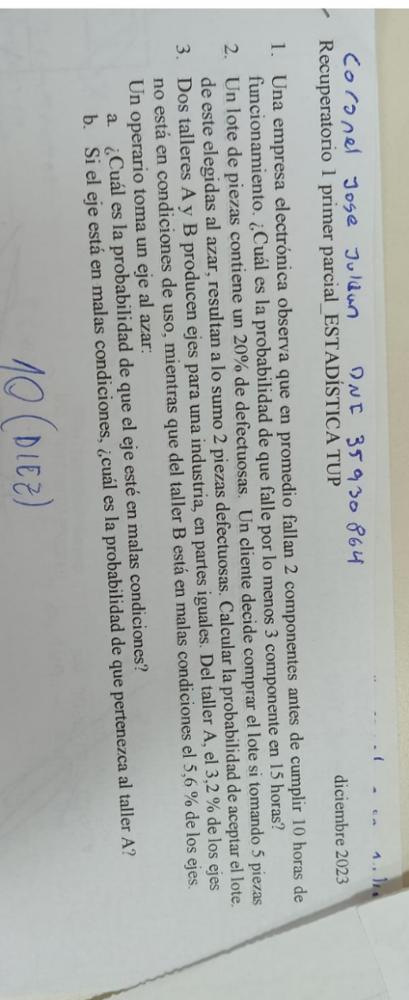 Coronel Jose Julian DNI 35930864
Recuperatorio 1 primer parcial_ESTADÍSTICA TUP diciembre 2023
1. Una empresa electrónica observa que en promedio fallan 2 componentes antes de cumplir 10 horas de
funcionamiento. ¿Cuál es la probabilidad de que falle por lo menos 3 componente en 15 horas?
2. Un lote de piezas contiene un 20% de defectuosas. Un cliente decide comprar el lote si tomando 5 piezas
de este elegidas al azar, resultan a lo sumo 2 piezas defectuosas. Calcular la probabilidad de aceptar el lote.
3. Dos talleres A y B producen ejes para una industria, en partes iguales. Del taller A, el 3,2 % de los ejes
no está en condiciones de uso, mientras que del taller B está en malas condiciones el 5,6 % de los ejes.
Un operario toma un eje al azar:
a. ¿Cuál es la probabilidad de que el eje esté en malas condiciones?
b. Si el eje está en malas condiciones, ¿cuál es la probabilidad de que pertenezca al taller A?
10 (DIEZ)